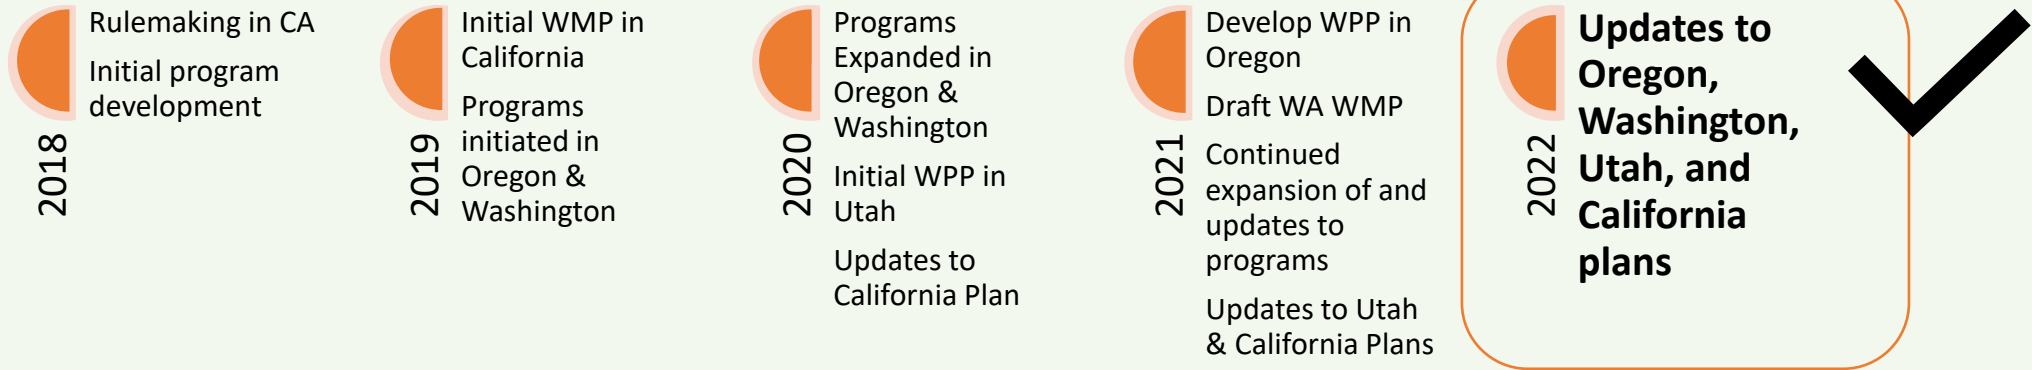 2018
Rulemaking in CA
Initial program
development
2019
Initial WMP in
California
Programs
initiated in
Oregon &
Washington
2020
Programs
Expanded in
Oregon &
Washington
Initial WPP in
Utah
Updates to
California Plan
2021
Develop WPP in
Oregon
Draft WA WMP
Continued
expansion of and
updates to
programs
Updates to Utah
& California Plans
2022
Updates to
Oregon,
Washington,
Utah, and
California
plans